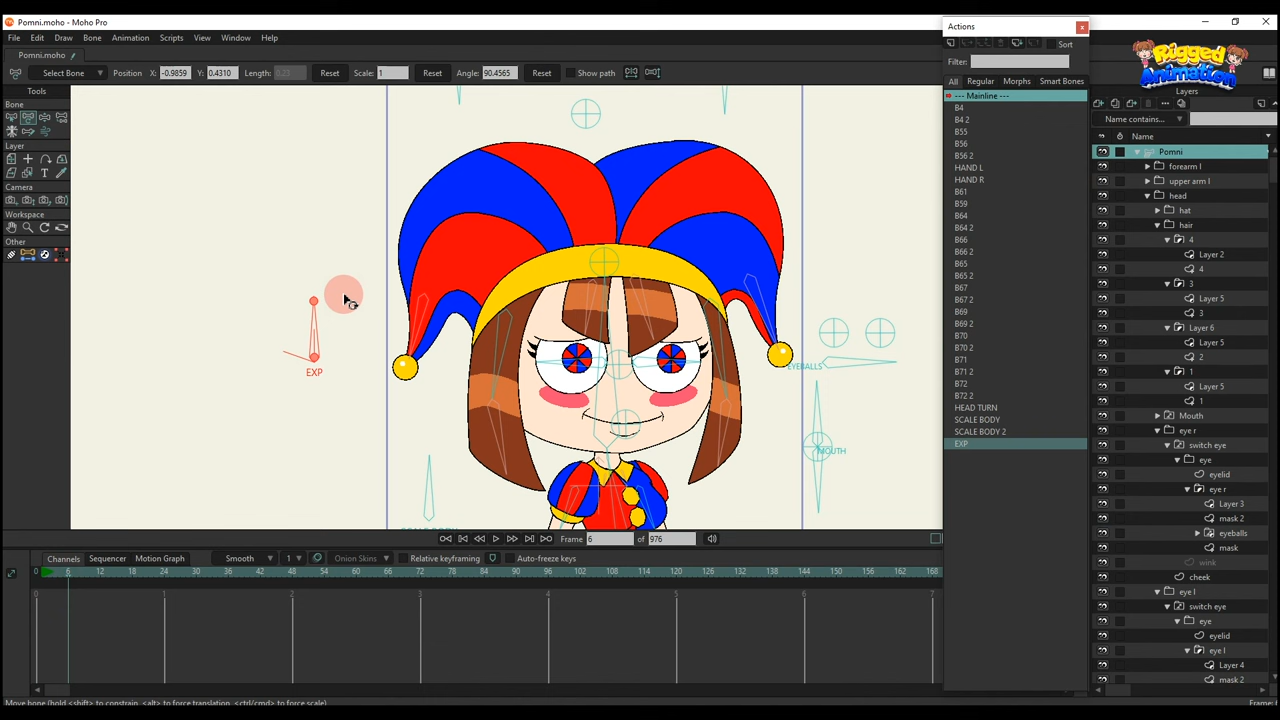 Pomni.moho - Moho Pro
File Edit Draw Bone Animation Scripts View Window Help
Pomni.moho
Select Bone Position X: -0.9859 Y: 0.4310 Length: 0.23 Reset Scale: 1 Reset Angle: 90.4565 Reset Show path
Tools
Bone
Layer
Camera
Workspace
Other
EXP
EYEBALLS
MOUTH
Actions
Sort
Filter:
All Regular Morphs Smart Bones
--- Mainline ---
B4
B4 2
B55
B56
B56 2
HAND L
HAND R
B61
B59
B64
B64 2
B66
B66 2
B65
B65 2
B67
B67 2
B69
B69 2
B70
B70 2
B71
B71 2
B72
B72 2
HEAD TURN
SCALE BODY
SCALE BODY 2
EXP
Rigged
Animation
Layers
Name contains...
Name
Pomni
forearm l
upper arm l
head
hat
hair
4
Layer 2
4
3
Layer 5
3
Layer 6
Layer 5
2
1
Layer 5
1
Mouth
eye r
switch eye
eye
eyelid
eye r
Layer 3
mask 2
eyeballs
mask
wink
cheek
eye l
switch eye
eye
eyelid
eye l
Layer 4
mask 2
Frame 6 of 976
Channels Sequencer Motion Graph Smooth 1 Onion Skins Relative keyframing Auto-freeze keys
0 6 12 18 24 30 36 42 48 54 60 66 72 78 84 90 96 102 108 114 120 126 132 138 144 150 156 162 168
0 1 2 3 4 5 6 7
Move bone (hold <shift> to constrain, <alt> to force translation, <ctrl/cmd> to force scale)
Frame: